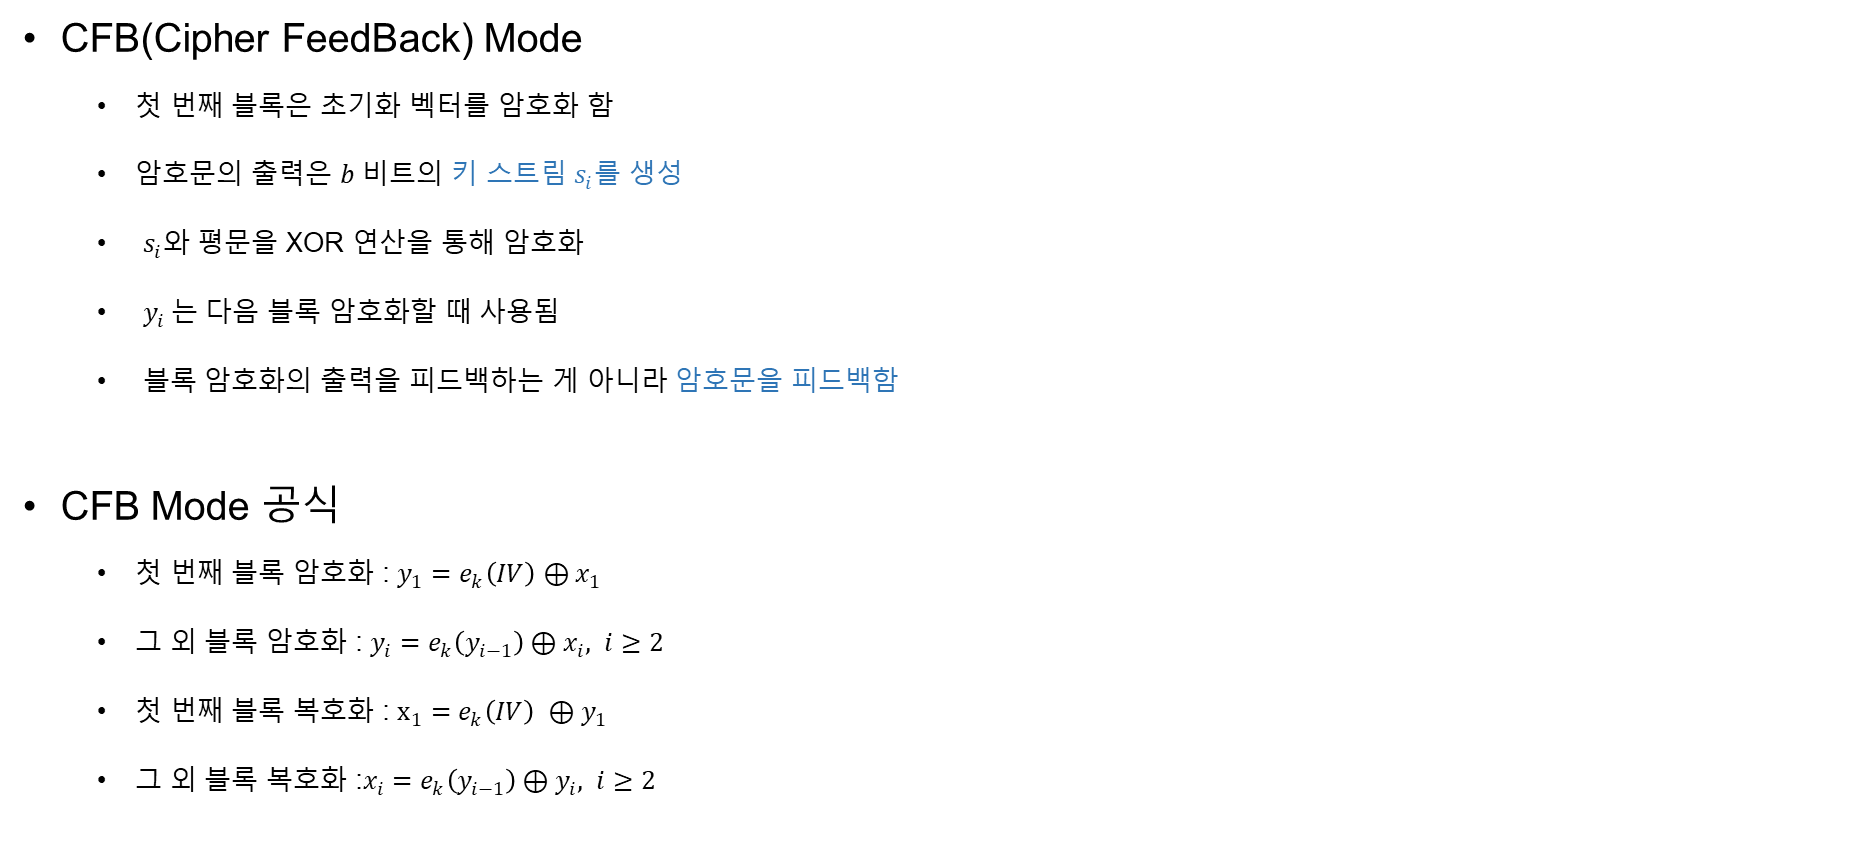 • CFB(Cipher FeedBack) Mode
• 첫 번째 블록은 초기화 벡터를 암호화 함
• 암호문의 출력은 b 비트의 키 스트림 sᵢ를 생성
• sᵢ와 평문을 XOR 연산을 통해 암호화
• yᵢ 는 다음 블록 암호화할 때 사용됨
• 블록 암호화의 출력을 피드백하는 게 아니라 암호문을 피드백함
• CFB Mode 공식
• 첫 번째 블록 암호화 : y₁ = eₖ(IV) ⊕ x₁
• 그 외 블록 암호화 : yᵢ = eₖ(yᵢ₋₁) ⊕ xᵢ, i ≥ 2
• 첫 번째 블록 복호화 : x₁ = eₖ(IV) ⊕ y₁
• 그 외 블록 복호화 :xᵢ = eₖ(yᵢ₋₁) ⊕ yᵢ, i ≥ 2